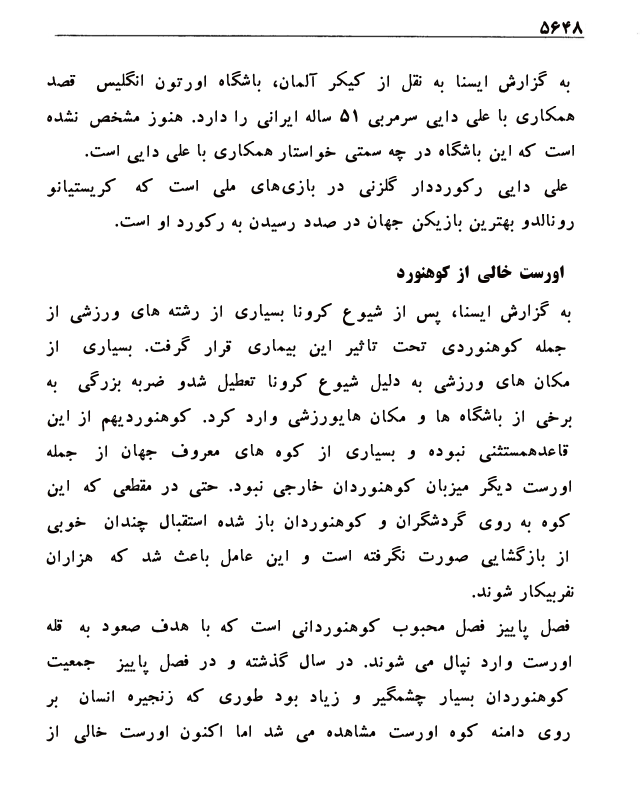 ۵۶۴۸
به گزارش ایسنا به نقل از کیکر آلمان، باشگاه اورتون انگلیس قصد
همکاری با علی دایی سرمربی ۵۱ ساله ایرانی را دارد. هنوز مشخص نشده
است که این باشگاه در چه سمتی خواستار همکاری با علی دایی است.
علی دایی رکورددار گلزنی در بازی‌های ملی است که کریستیانو
رونالدو بهترین بازیکن جهان در صدد رسیدن به رکورد او است.
اورست خالی از کوهنورد
به گزارش ایسنا، پس از شیوع کرونا بسیاری از رشته های ورزشی از
جمله کوهنوردی تحت تاثیر این بیماری قرار گرفت. بسیاری از
مکان های ورزشی به دلیل شیوع کرونا تعطیل شدو ضربه بزرگی به
برخی از باشگاه ها و مکان هایورزشی وارد کرد. کوهنوردیهم از این
قاعدهمستثنی نبوده و بسیاری از کوه های معروف جهان از جمله
اورست دیگر میزبان کوهنوردان خارجی نبود. حتی در مقطعی که این
کوه به روی گردشگران و کوهنوردان باز شده استقبال چندان خوبی
از بازگشایی صورت نگرفته است و این عامل باعث شد که هزاران
نفربیکار شوند.
فصل پاییز فصل محبوب کوهنوردانی است که با هدف صعود به قله
اورست وارد نپال می شوند. در سال گذشته و در فصل پاییز جمعیت
کوهنوردان بسیار چشمگیر و زیاد بود طوری که زنجیره انسان بر
روی دامنه کوه اورست مشاهده می شد اما اکنون اورست خالی از